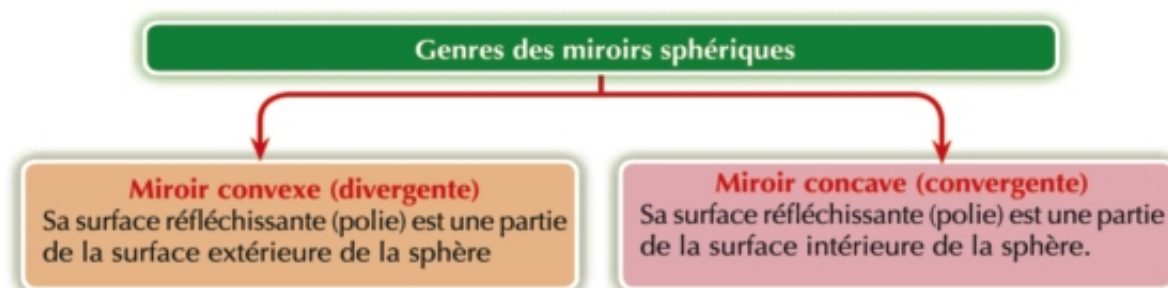 Genres des miroirs sphériques
Miroir convexe (divergente)
Sa surface réfléchissante (polie) est une partie
de la surface extérieure de la sphère
Miroir concave (convergente)
Sa surface réfléchissante (polie) est une partie
de la surface intérieure de la sphère.